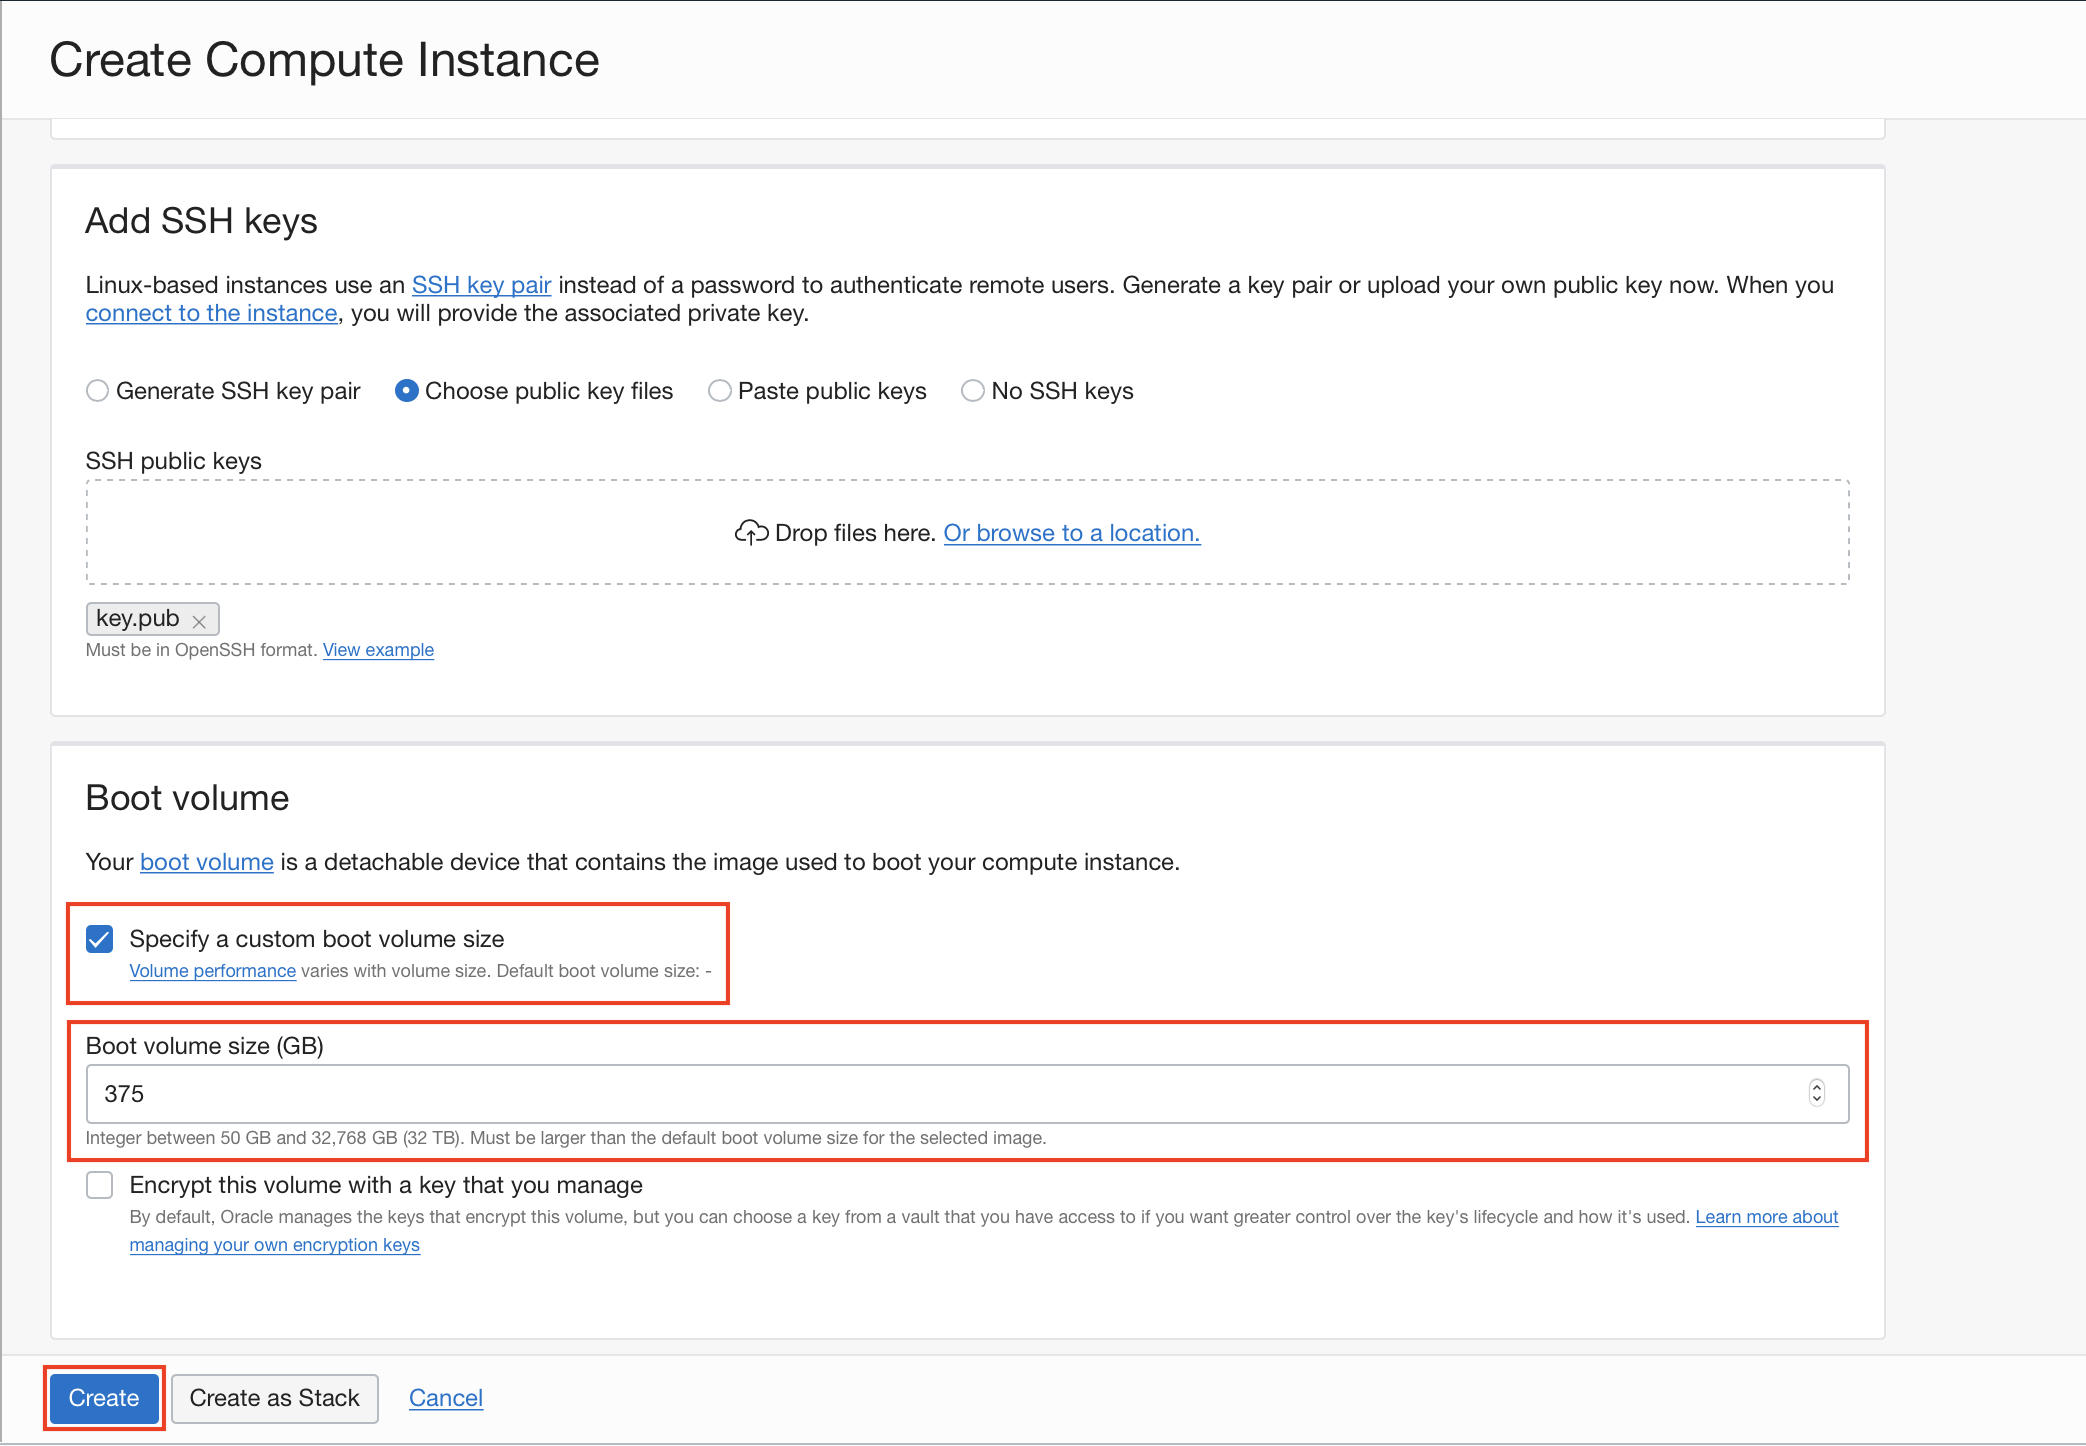 Create Compute Instance
Add SSH keys
Linux-based instances use an SSH key pair instead of a password to authenticate remote users. Generate a key pair or upload your own public key now. When you
connect to the instance, you will provide the associated private key.
Generate SSH key pair Choose public key files Paste public keys No SSH keys
SSH public keys
Drop files here. Or browse to a location.
key.pub
Must be in OpenSSH format. View example
Boot volume
Your boot volume is a detachable device that contains the image used to boot your compute instance.
Specify a custom boot volume size
Volume performance varies with volume size. Default boot volume size: -
Boot volume size (GB)
375
Integer between 50 GB and 32,768 GB (32 TB). Must be larger than the default boot volume size for the selected image.
Encrypt this volume with a key that you manage
By default, Oracle manages the keys that encrypt this volume, but you can choose a key from a vault that you have access to if you want greater control over the key's lifecycle and how it's used. Learn more about
managing your own encryption keys
Create Create as Stack Cancel